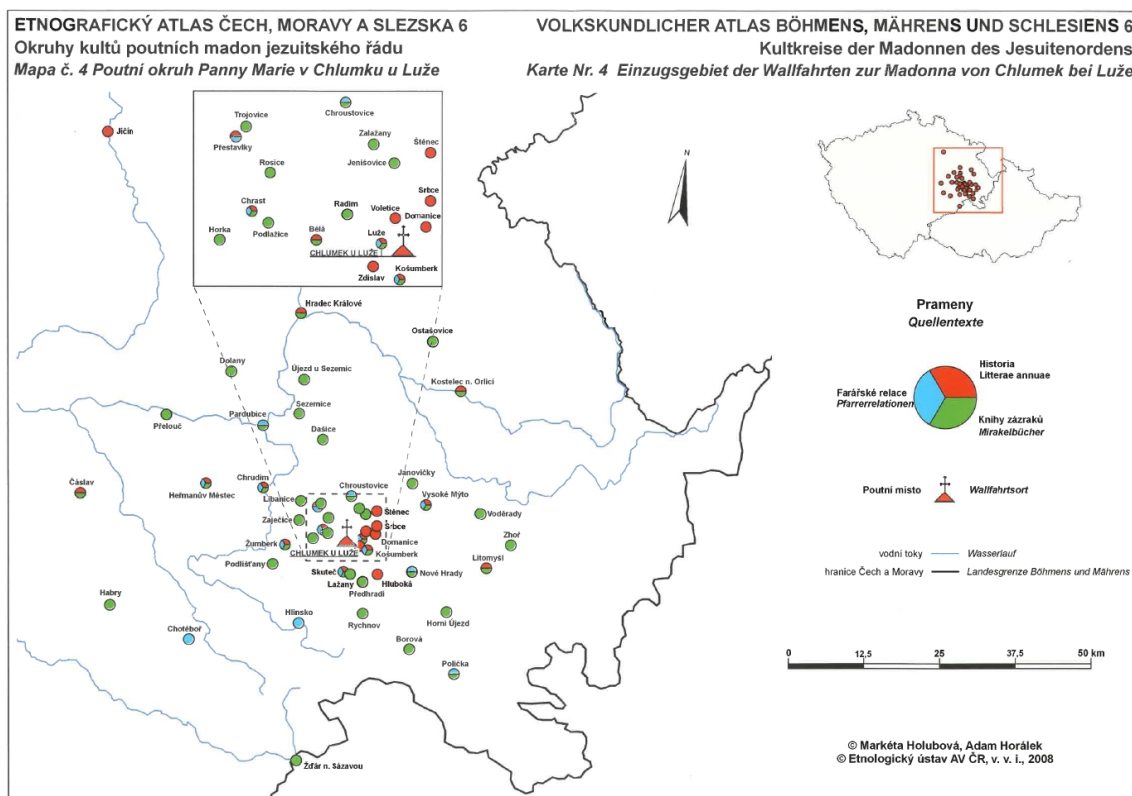 ETNOGRAFICKÝ ATLAS ČECH, MORAVY A SLEZSKA 6
Okruhy kultů poutních madon jezuitského řádu
Mapa č. 4 Poutní okruh Panny Marie v Chlumku u Luže
VOLKSKUNDLICHER ATLAS BÖHMENS, MÄHRENS UND SCHLESIENS 6
Kultkreise der Madonnen des Jesuitenordens
Karte Nr. 4 Einzugsgebiet der Wallfahrten zur Madonna von Chlumek bei Luže
Jičín
Trojovice
Chroustovice
Přestavlky
Zalažany
Štěnec
Jenišovice
Rosice
Srbce
Chrast
Radim
Voletice
Domanice
Podlažice
Horka
Bělá
Luže
CHLUMEK U LUŽE
Zdislav
Košumberk
N
Hradec Králové
Ostašovice
Dolany
Újezd u Sezemic
Kostelec n. Orlicí
Sezemice
Přelouč
Pardubice
Dašice
Čáslav
Heřmanův Městec
Chrudim
Janovičky
Chroustovice
Vysoké Mýto
Libanice
Štěnec
Voděrady
Zaječice
Srbce
Zhoř
Domanice
Žumberk
CHLUMEK U LUŽE
Košumberk
Litomyšl
Podlíšťany
Skuteč
Nové Hrady
Lažany
Hluboká
Předhradí
Habry
Hlinsko
Rychnov
Horní Újezd
Chotěboř
Borová
Polička
Žďár n. Sázavou
Prameny
Quellentexte
Historia
Litterae annuae
Farářské relace
Pfarrerrelationen
Knihy zázraků
Mirakelbücher
Poutní místo
Wallfahrtsort
vodní toky
Wasserlauf
hranice Čech a Moravy
Landesgrenze Böhmens und Mährens
0 12,5 25 37,5 50 km
© Markéta Holubová, Adam Horálek
© Etnologický ústav AV ČR, v. v. i., 2008